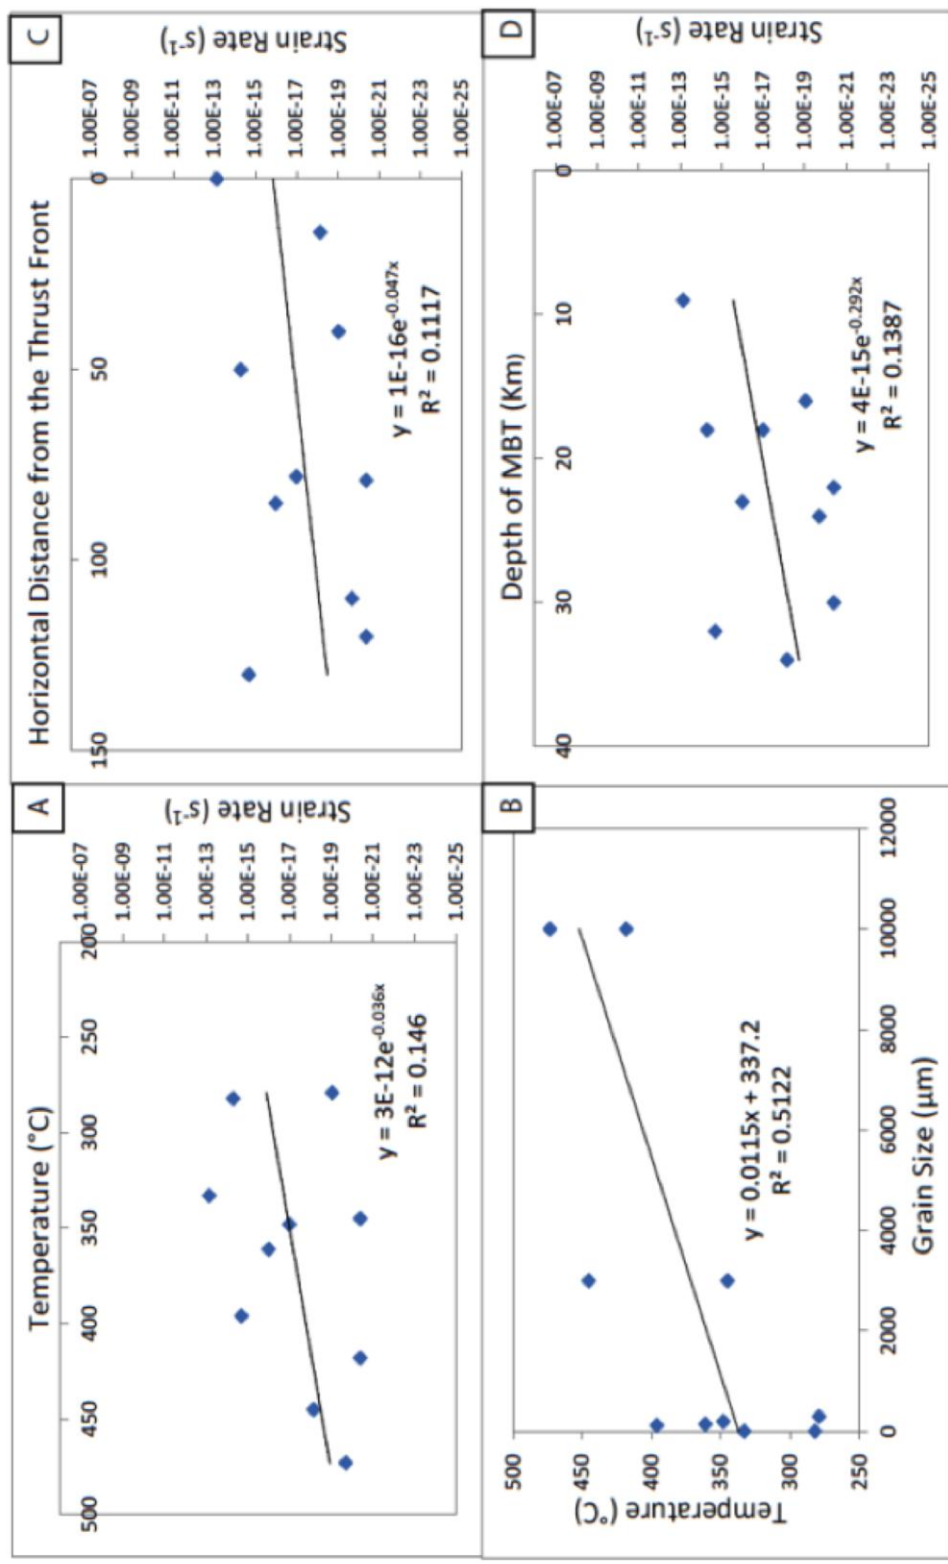 A
Temperature (°C)
500
450
400
350
300
250
200
1.00E-07
1.00E-09
1.00E-11
1.00E-13
1.00E-15
1.00E-17
1.00E-19
1.00E-21
1.00E-23
1.00E-25
Strain Rate (s-1)
y = 3E-12e-0.036x
R² = 0.146
C
Horizontal Distance from the Thrust Front
150
100
50
0
1.00E-07
1.00E-09
1.00E-11
1.00E-13
1.00E-15
1.00E-17
1.00E-19
1.00E-21
1.00E-23
1.00E-25
Strain Rate (s-1)
y = 1E-16e-0.047x
R² = 0.1117
B
500
450
400
350
300
250
Temperature (°C)
y = 0.0115x + 337.2
R² = 0.5122
0
2000
4000
6000
8000
10000
12000
Grain Size (µm)
D
Depth of MBT (Km)
40
30
20
10
0
1.00E-07
1.00E-09
1.00E-11
1.00E-13
1.00E-15
1.00E-17
1.00E-19
1.00E-21
1.00E-23
1.00E-25
Strain Rate (s-1)
y = 4E-15e-0.292x
R² = 0.1387